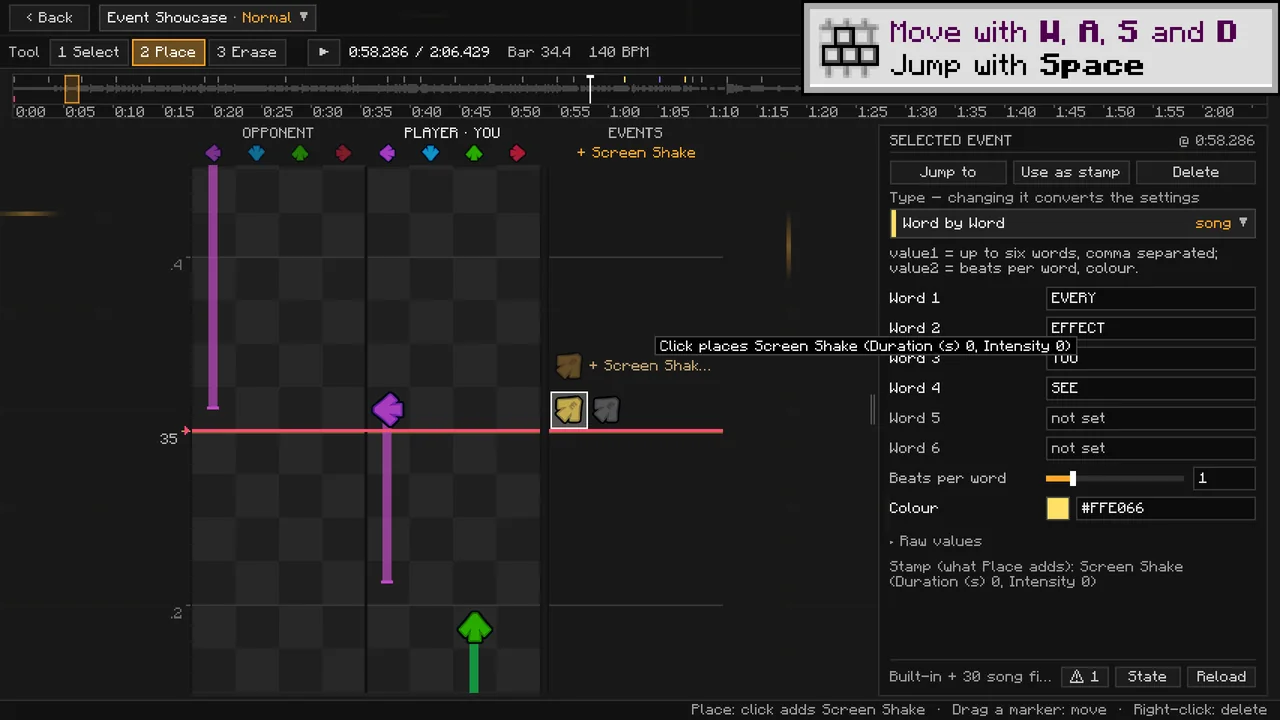 ‹ Back
Event Showcase · Normal ▼
Move with W, A, S and D
Jump with Space
Tool
1 Select
2 Place
3 Erase
0:58.286 / 2:06.429
Bar 34.4
140 BPM
0:00 0:05 0:10 0:15 0:20 0:25 0:30 0:35 0:40 0:45 0:50 0:55 1:00 1:05 1:10 1:15 1:20 1:25 1:30 1:35 1:40 1:45 1:50 1:55 2:00
OPPONENT
PLAYER · YOU
EVENTS
+ Screen Shake
.4
+ Screen Shak...
35
.2
SELECTED EVENT
@ 0:58.286
Jump to
Use as stamp
Delete
Type – changing it converts the settings
Word by Word
song ▼
value1 = up to six words, comma separated;
value2 = beats per word, colour.
Word 1
EVERY
Word 2
EFFECT
Click places Screen Shake (Duration (s) 0, Intensity 0)
Word 3
Word 4
SEE
Word 5
not set
Word 6
not set
Beats per word
1
Colour
#FFE066
Raw values
Stamp (what Place adds): Screen Shake
(Duration (s) 0, Intensity 0)
Built-in + 30 song fi...
⚠ 1
State
Reload
Place: click adds Screen Shake · Drag a marker: move · Right-click: delete